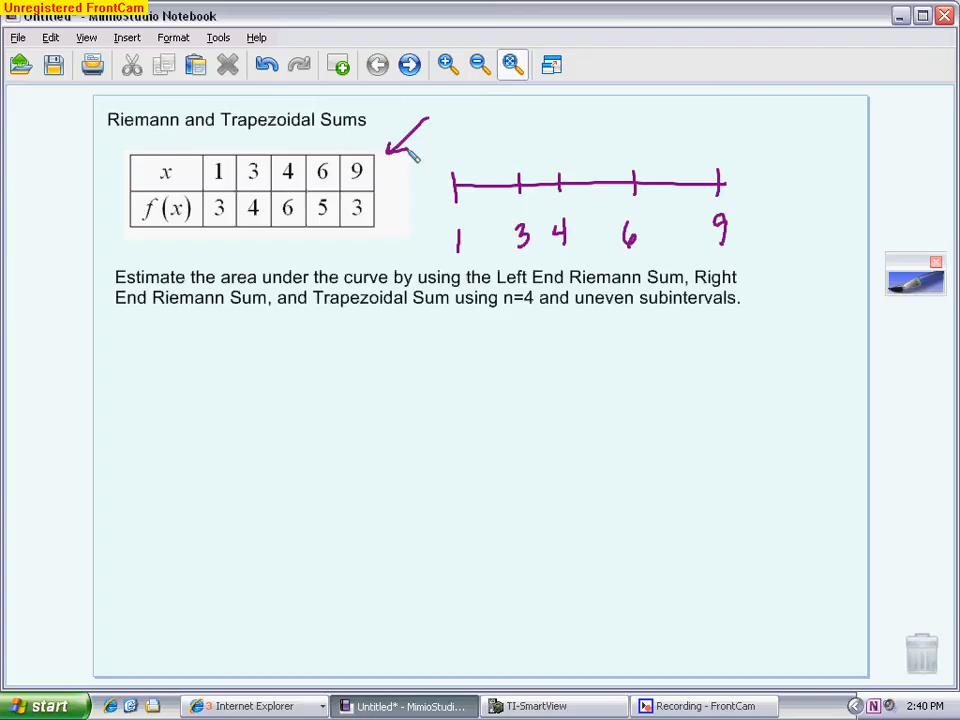 Unregistered FrontCam
Untitled* - MimioStudio Notebook
File Edit View Insert Format Tools Help
Riemann and Trapezoidal Sums
x 1 3 4 6 9
f(x) 3 4 6 5 3
1 3 4 6 9
Estimate the area under the curve by using the Left End Riemann Sum, Right
End Riemann Sum, and Trapezoidal Sum using n=4 and uneven subintervals.
start 3 Internet Explorer Untitled* - MimioStudi... TI-SmartView Recording - FrontCam N 2:40 PM